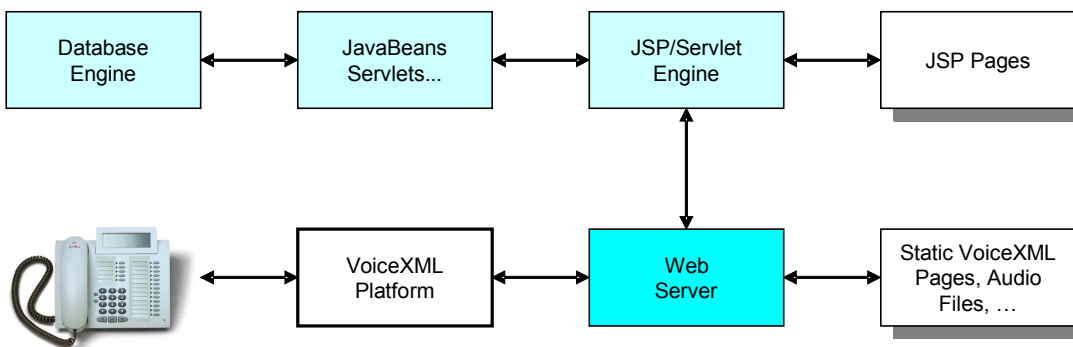 Database
Engine
JavaBeans
Servlets...
JSP/Servlet
Engine
JSP Pages
VoiceXML
Platform
Web
Server
Static VoiceXML
Pages, Audio
Files, …